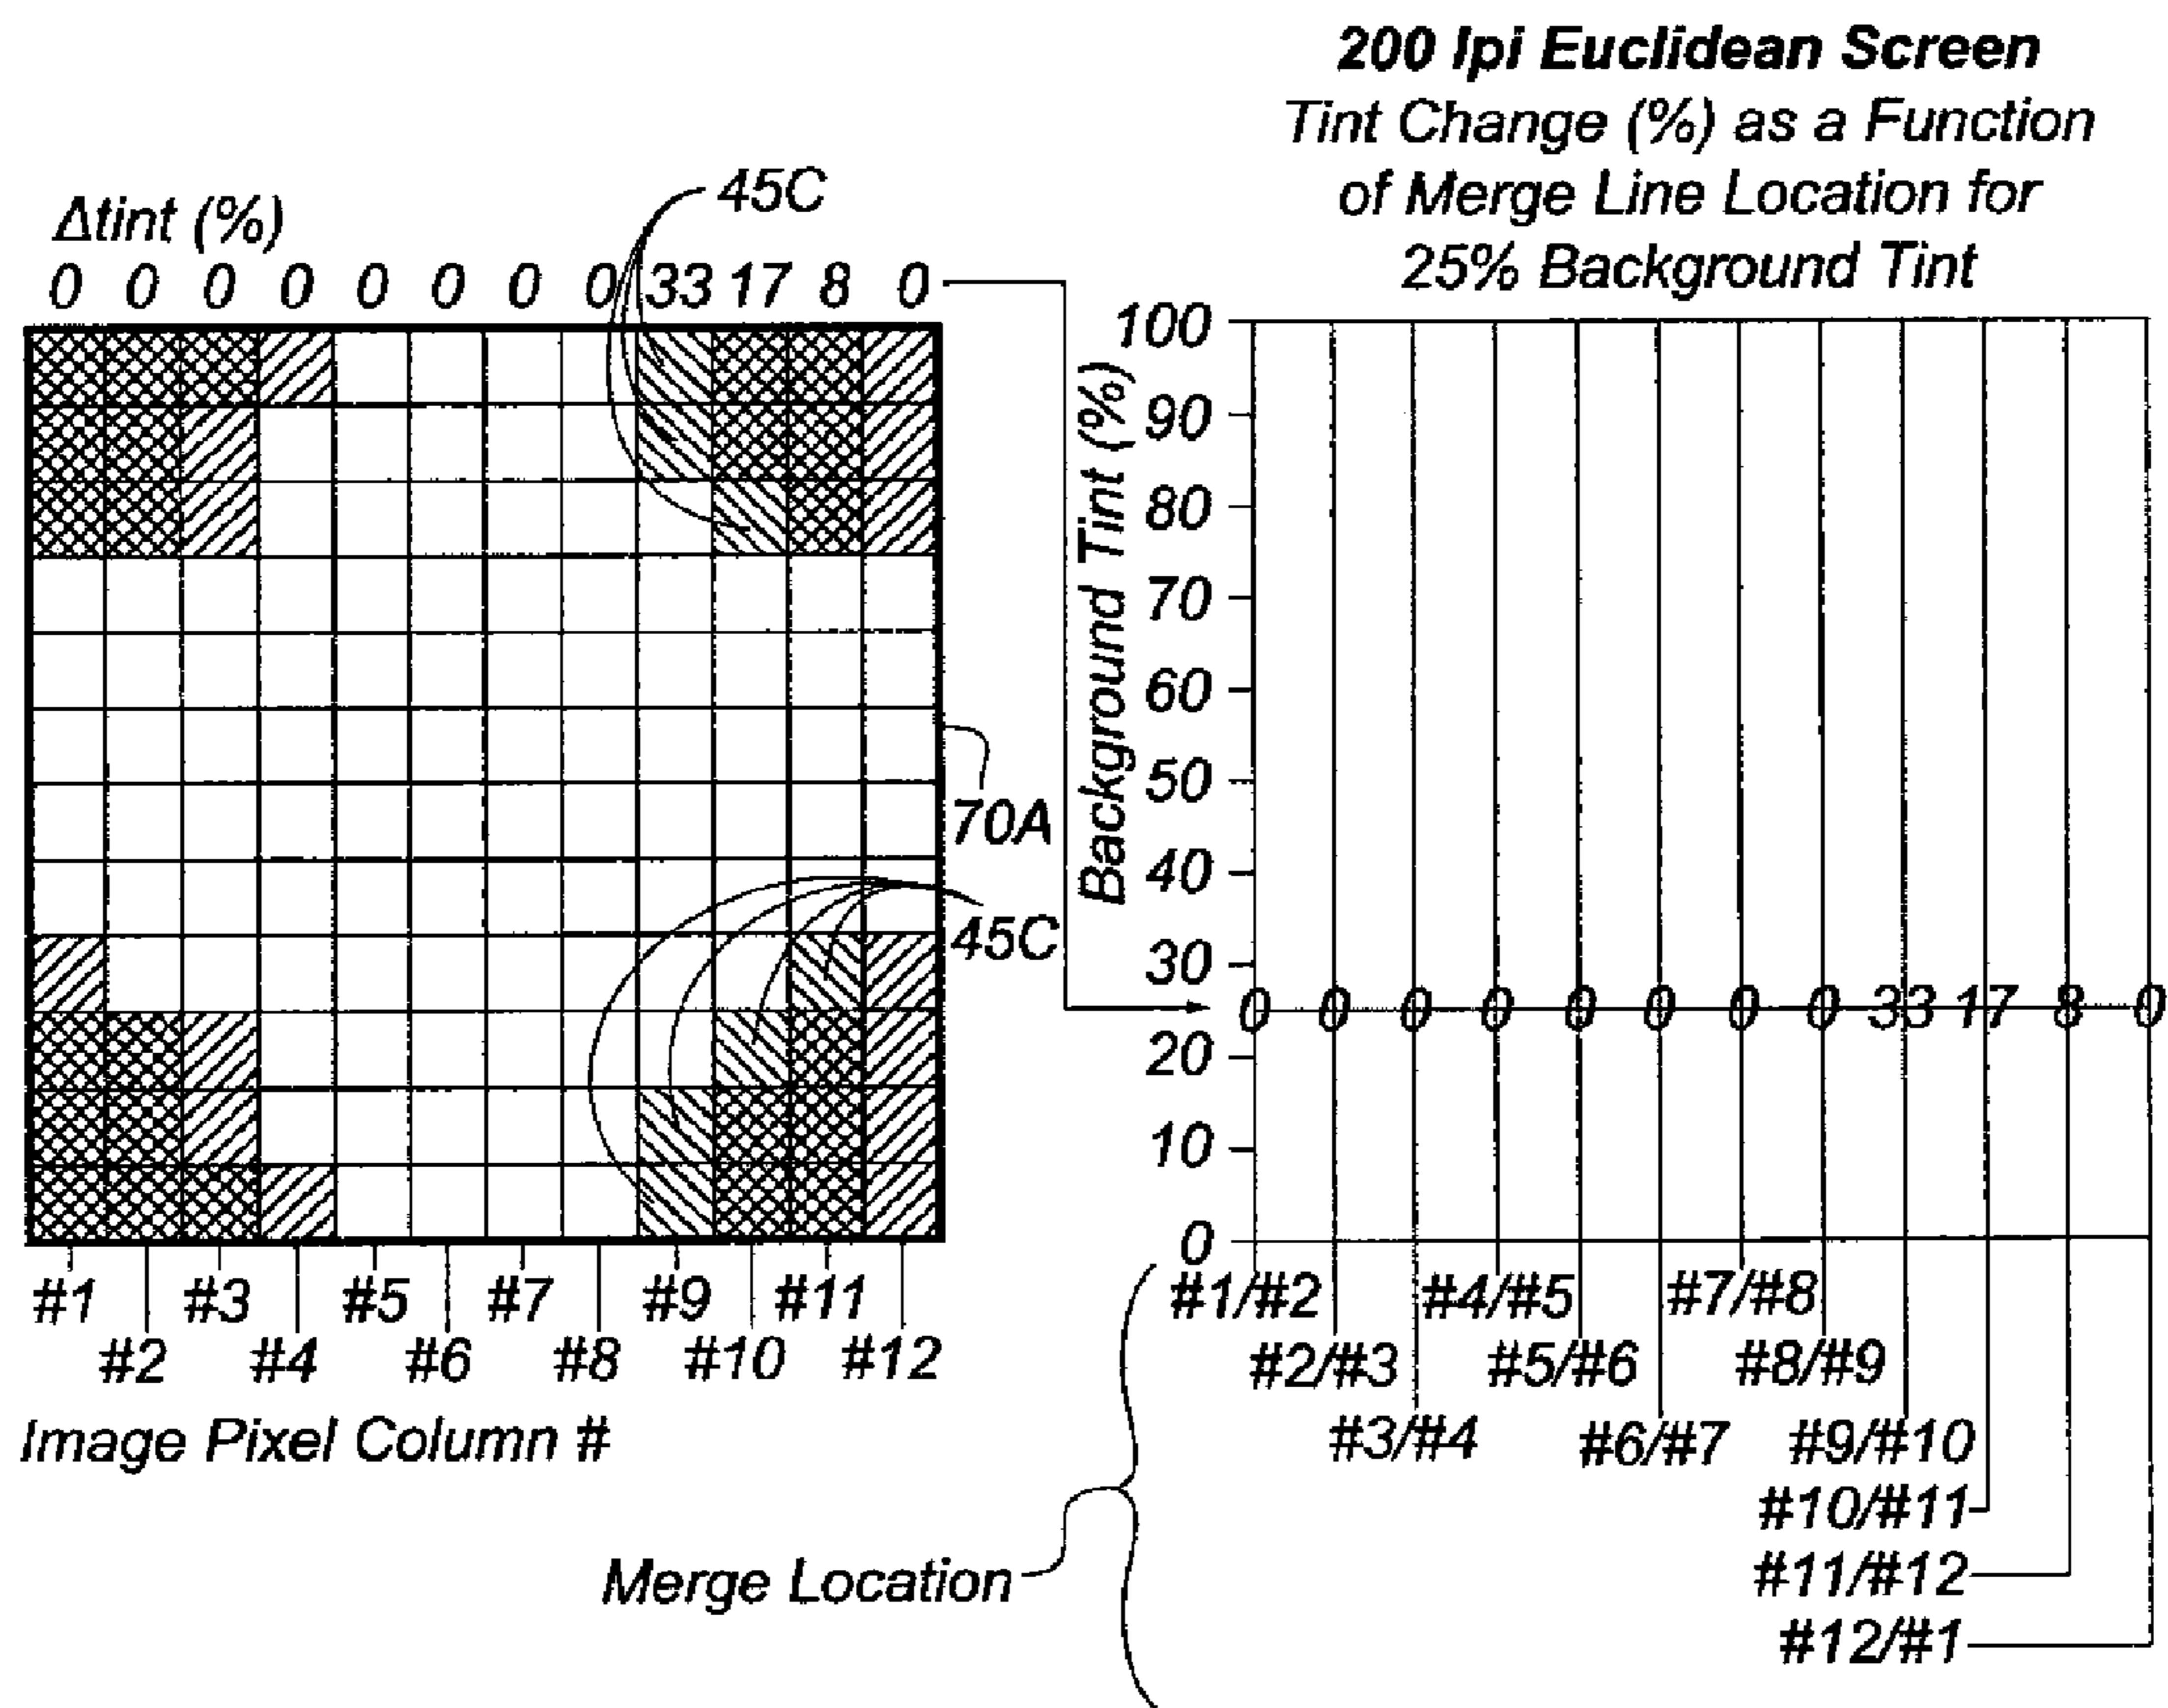 200 lpi Euclidean Screen
Tint Change (%) as a Function
of Merge Line Location for
25% Background Tint
45C
Δtint (%)
0 0 0 0 0 0 0 0 33 17 8 0
70A
45C
#1 #3 #5 #7 #9 #11
#2 #4 #6 #8 #10 #12
Image Pixel Column #
Background Tint (%)
100
90
80
70
60
50
40
30
0 0 0 0 0 0 0 0 33 17 8 0
20
10
0
#1/#2 #4/#5 #7/#8
#2/#3 #5/#6 #8/#9
#3/#4 #6/#7 #9/#10
#10/#11
#11/#12
#12/#1
Merge Location